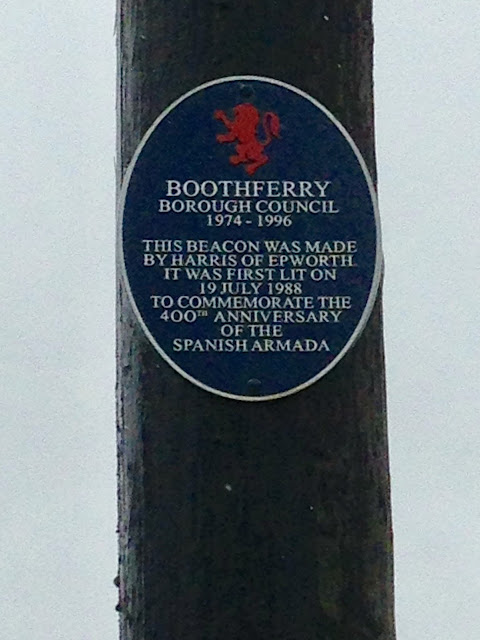 BOOTHFERRY
BOROUGH COUNCIL
1974 - 1996
THIS BEACON WAS MADE
BY HARRIS OF EPWORTH.
IT WAS FIRST LIT ON
19 JULY 1988
TO COMMEMORATE THE
400TH ANNIVERSARY
OF THE
SPANISH ARMADA